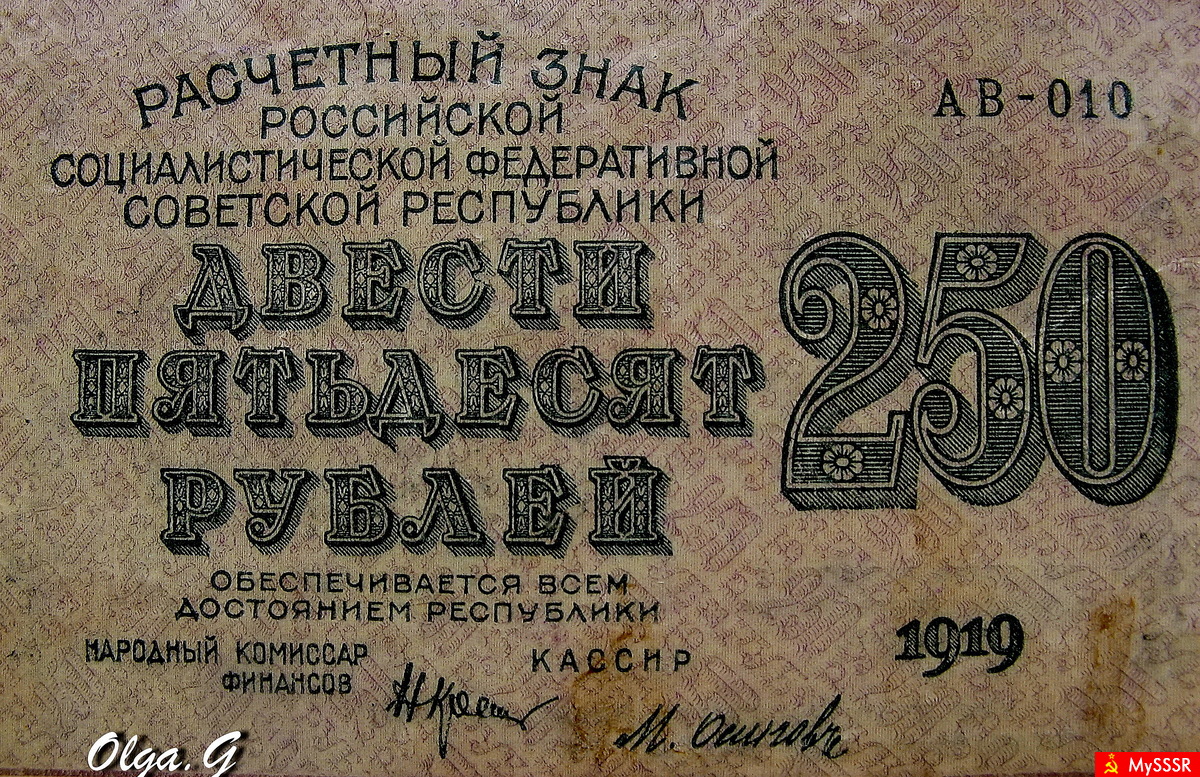 РАСЧЕТНЫЙ ЗНАК
РОССИЙСКОЙ
СОЦИАЛИСТИЧЕСКОЙ ФЕДЕРАТИВНОЙ
СОВЕТСКОЙ РЕСПУБЛИКИ
АВ-010
ДВЕСТИ
ПЯТЬДЕСЯТ
РУБЛЕЙ
250
ОБЕСПЕЧИВАЕТСЯ ВСЕМ
ДОСТОЯНИЕМ РЕСПУБЛИКИ
НАРОДНЫЙ КОМИССАР
ФИНАНСОВ
КАССИР
1919
М. Осиповъ
Olga.G
MySSSR